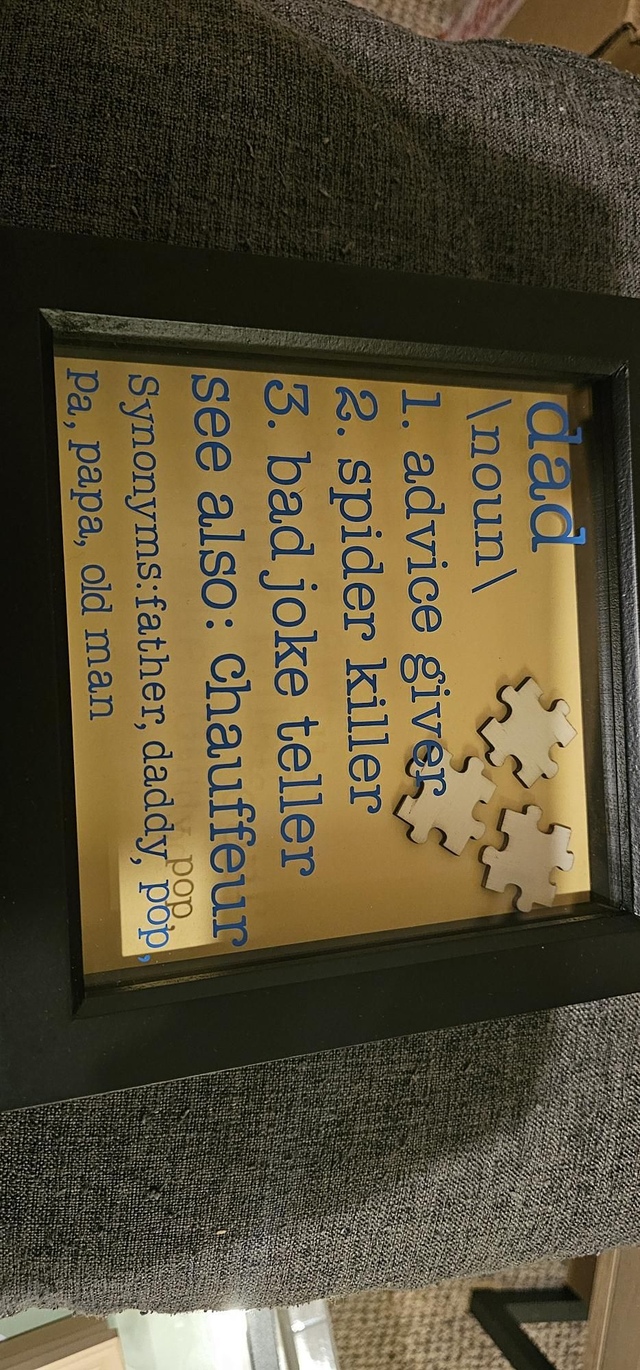 dad
\noun\
1. advice giver
2. spider killer
3. bad joke teller
see also: chauffeur
Synonyms:father, daddy, pop,
pa, papa, old man